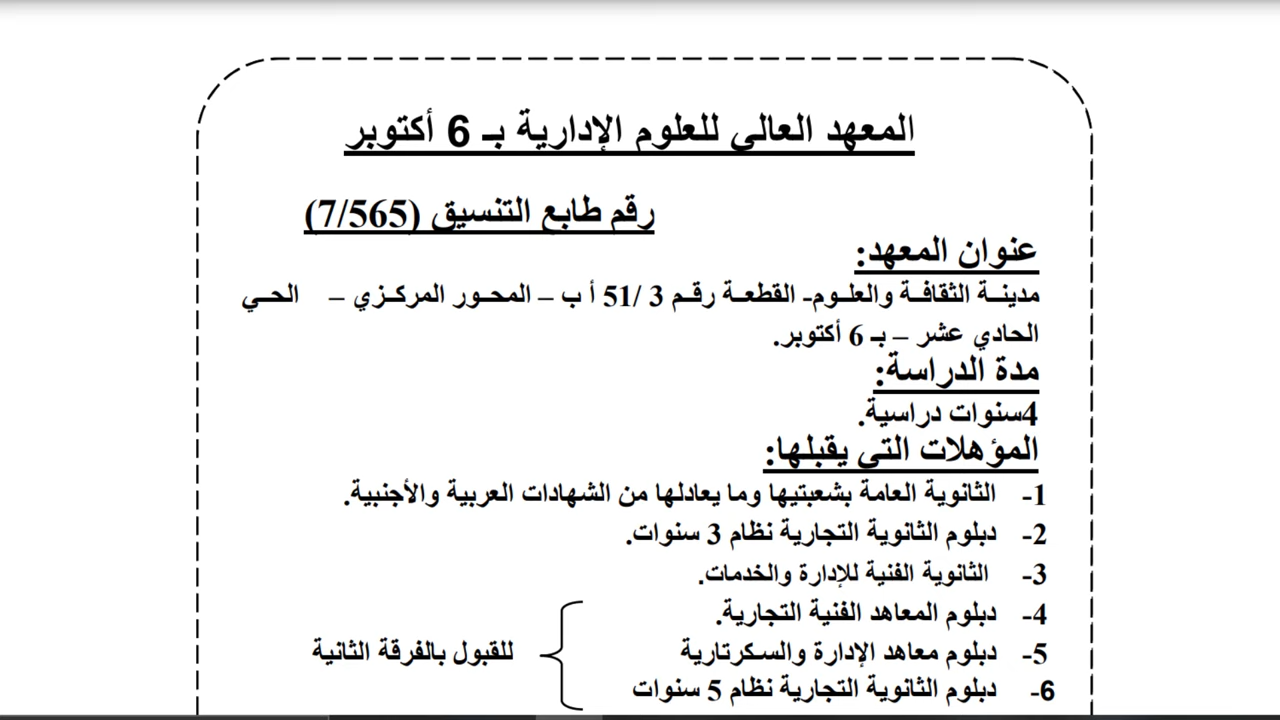 المعهد العالي للعلوم الإدارية بـ 6 أكتوبر
رقم طابع التنسيق (7/565)
عنوان المعهد:
مدينة الثقافة والعلوم- القطعة رقم 3 /51 أ ب – المحور المركزي – الحي
الحادي عشر – بـ 6 أكتوبر.
مدة الدراسة:
4سنوات دراسية.
المؤهلات التي يقبلها:
1- الثانوية العامة بشعبتيها وما يعادلها من الشهادات العربية والأجنبية.
2- دبلوم الثانوية التجارية نظام 3 سنوات.
3- الثانوية الفنية للإدارة والخدمات.
4- دبلوم المعاهد الفنية التجارية.
5- دبلوم معاهد الإدارة والسكرتارية
للقبول بالفرقة الثانية
6- دبلوم الثانوية التجارية نظام 5 سنوات